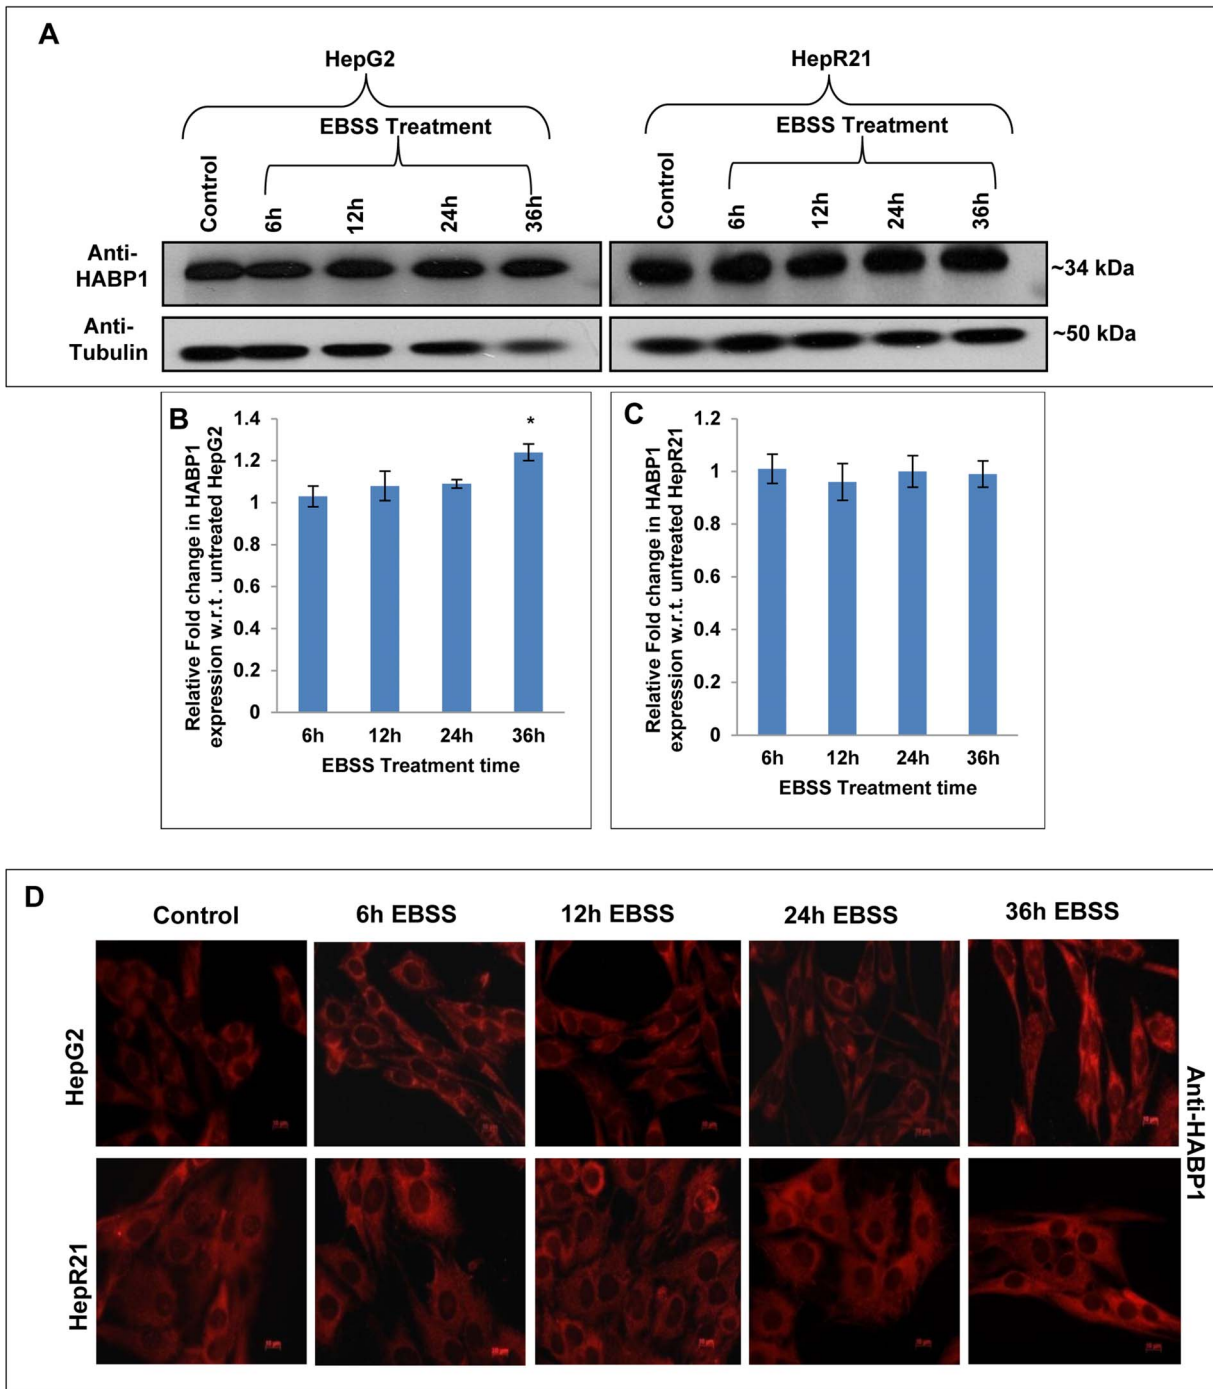 A
HepG2
HepR21
EBSS Treatment
EBSS Treatment
Control
6h
12h
24h
36h
Control
6h
12h
24h
36h
Anti-
HABP1
~34 kDa
Anti-
Tubulin
~50 kDa
B
Relative Fold change in HABP1
expression w.r.t . untreated HepG2
1.4
1.2
1
0.8
0.6
0.4
0.2
0
*
6h
12h
24h
36h
EBSS Treatment time
C
Relative Fold change in HABP1
expression w.r.t. untreated HepR21
1.2
1
0.8
0.6
0.4
0.2
0
6h
12h
24h
36h
EBSS Treatment time
D
Control
6h EBSS
12h EBSS
24h EBSS
36h EBSS
HepG2
HepR21
Anti-HABP1